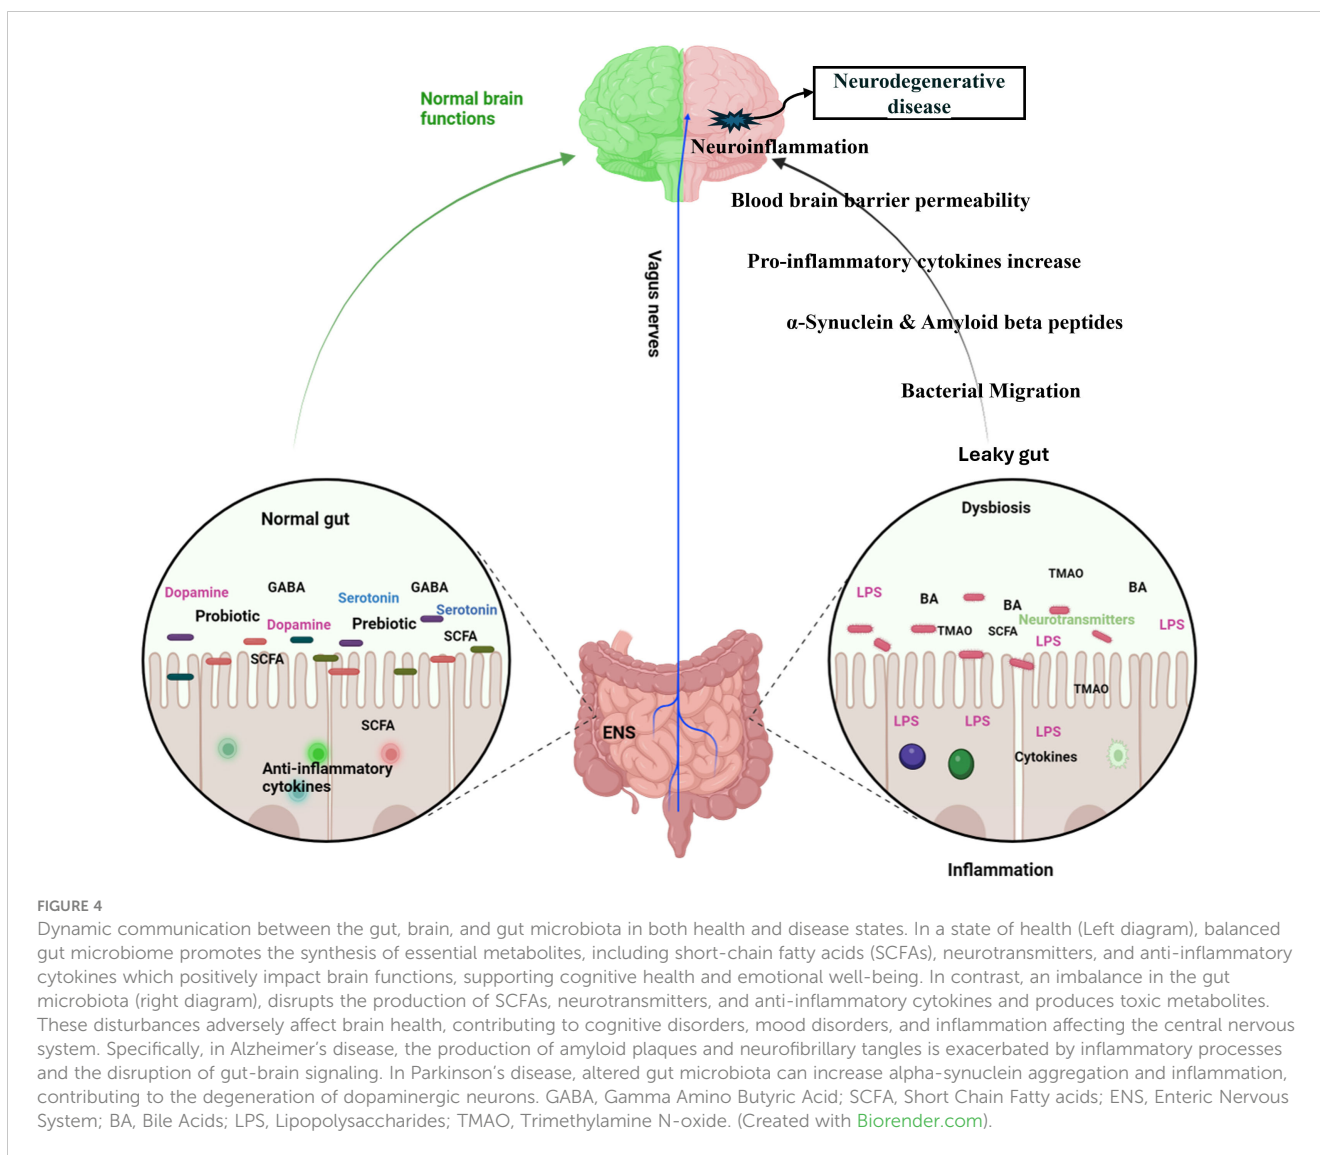 Normal brain
functions
Neurodegenerative
disease
Neuroinflammation
Blood brain barrier permeability
Vagus nerves
Pro-inflammatory cytokines increase
α-Synuclein & Amyloid beta peptides
Bacterial Migration
Leaky gut
Normal gut
Dopamine
GABA
GABA
Serotonin
Serotonin
Probiotic
Dopamine
Prebiotic
SCFA
SCFA
SCFA
Anti-inflammatory
cytokines
ENS
Dysbiosis
TMAO
LPS
BA
BA
BA
Neurotransmitters
LPS
TMAO
SCFA
LPS
TMAO
LPS
LPS
LPS
Cytokines
Inflammation
FIGURE 4
Dynamic communication between the gut, brain, and gut microbiota in both health and disease states. In a state of health (Left diagram), balanced
gut microbiome promotes the synthesis of essential metabolites, including short-chain fatty acids (SCFAs), neurotransmitters, and anti-inflammatory
cytokines which positively impact brain functions, supporting cognitive health and emotional well-being. In contrast, an imbalance in the gut
microbiota (right diagram), disrupts the production of SCFAs, neurotransmitters, and anti-inflammatory cytokines and produces toxic metabolites.
These disturbances adversely affect brain health, contributing to cognitive disorders, mood disorders, and inflammation affecting the central nervous
system. Specifically, in Alzheimer’s disease, the production of amyloid plaques and neurofibrillary tangles is exacerbated by inflammatory processes
and the disruption of gut-brain signaling. In Parkinson’s disease, altered gut microbiota can increase alpha-synuclein aggregation and inflammation,
contributing to the degeneration of dopaminergic neurons. GABA, Gamma Amino Butyric Acid; SCFA, Short Chain Fatty acids; ENS, Enteric Nervous
System; BA, Bile Acids; LPS, Lipopolysaccharides; TMAO, Trimethylamine N-oxide. (Created with Biorender.com).